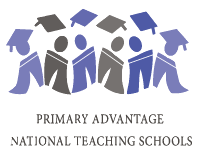 PRIMARY ADVANTAGE
NATIONAL TEACHING SCHOOLS